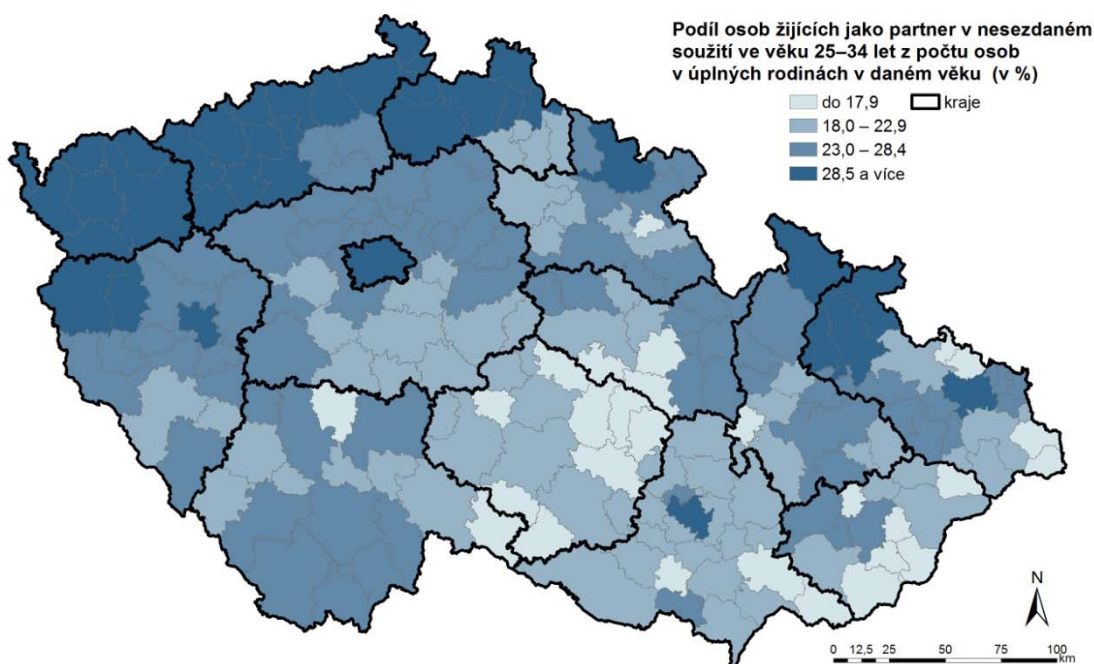 Podíl osob žijících jako partner v nesezdaném
soužití ve věku 25–34 let z počtu osob
v úplných rodinách v daném věku (v %)
do 17,9 kraje
18,0 – 22,9
23,0 – 28,4
28,5 a více
N
0 12,5 25 50 75 100
km